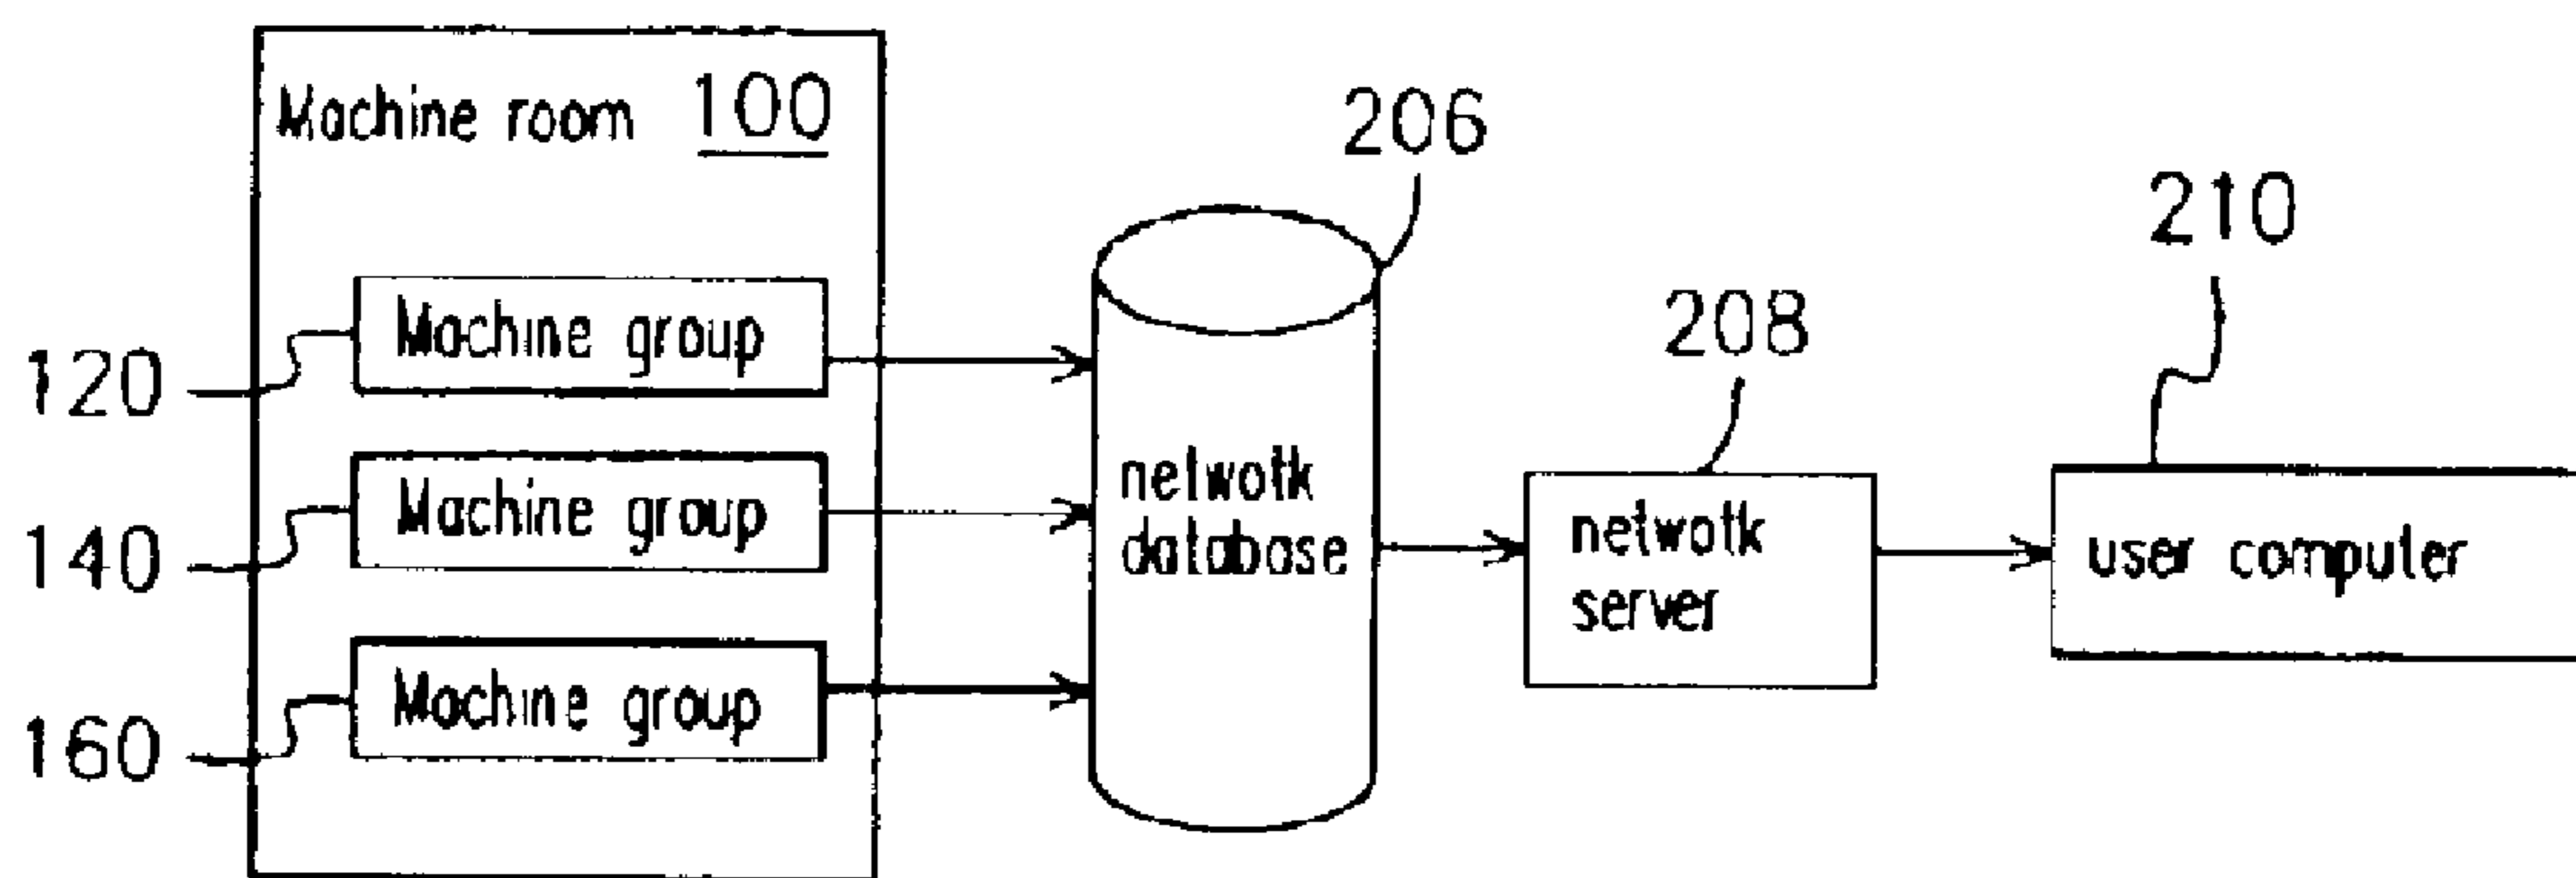 Machine room 100
206
210
208
120
Machine group
140
Machine group
160
Machine group
netwotk
database
netwotk
server
user computer